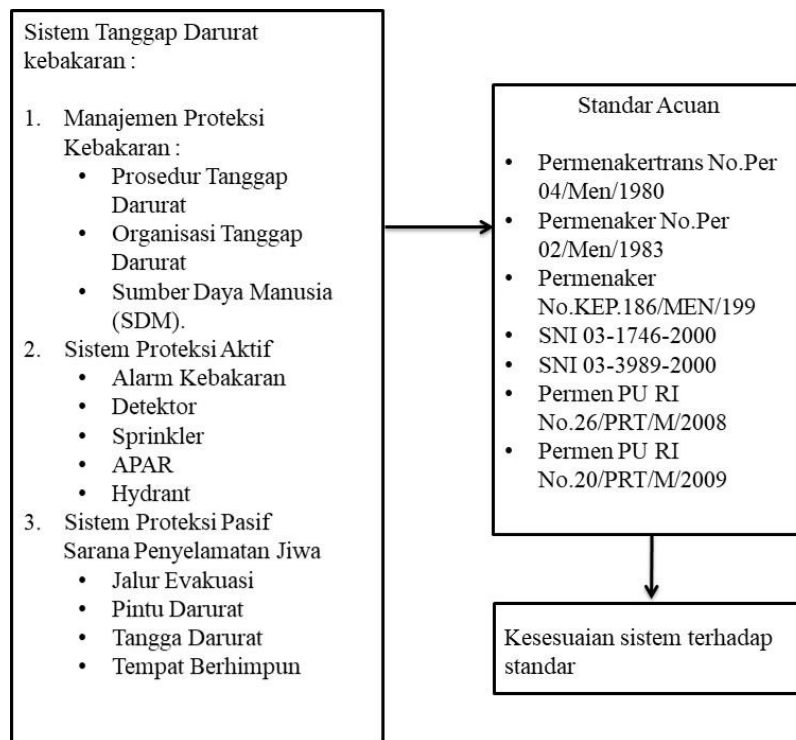 Sistem Tanggap Darurat
kebakaran :
1. Manajemen Proteksi
Kebakaran :
• Prosedur Tanggap
Darurat
• Organisasi Tanggap
Darurat
• Sumber Daya Manusia
(SDM).
2. Sistem Proteksi Aktif
• Alarm Kebakaran
• Detektor
• Sprinkler
• APAR
• Hydrant
3. Sistem Proteksi Pasif
Sarana Penyelamatan Jiwa
• Jalur Evakuasi
• Pintu Darurat
• Tangga Darurat
• Tempat Berhimpun
Standar Acuan
• Permenakertrans No.Per
04/Men/1980
• Permenaker No.Per
02/Men/1983
• Permenaker
No.KEP.186/MEN/199
• SNI 03-1746-2000
• SNI 03-3989-2000
• Permen PU RI
No.26/PRT/M/2008
• Permen PU RI
No.20/PRT/M/2009
Kesesuaian sistem terhadap
standar